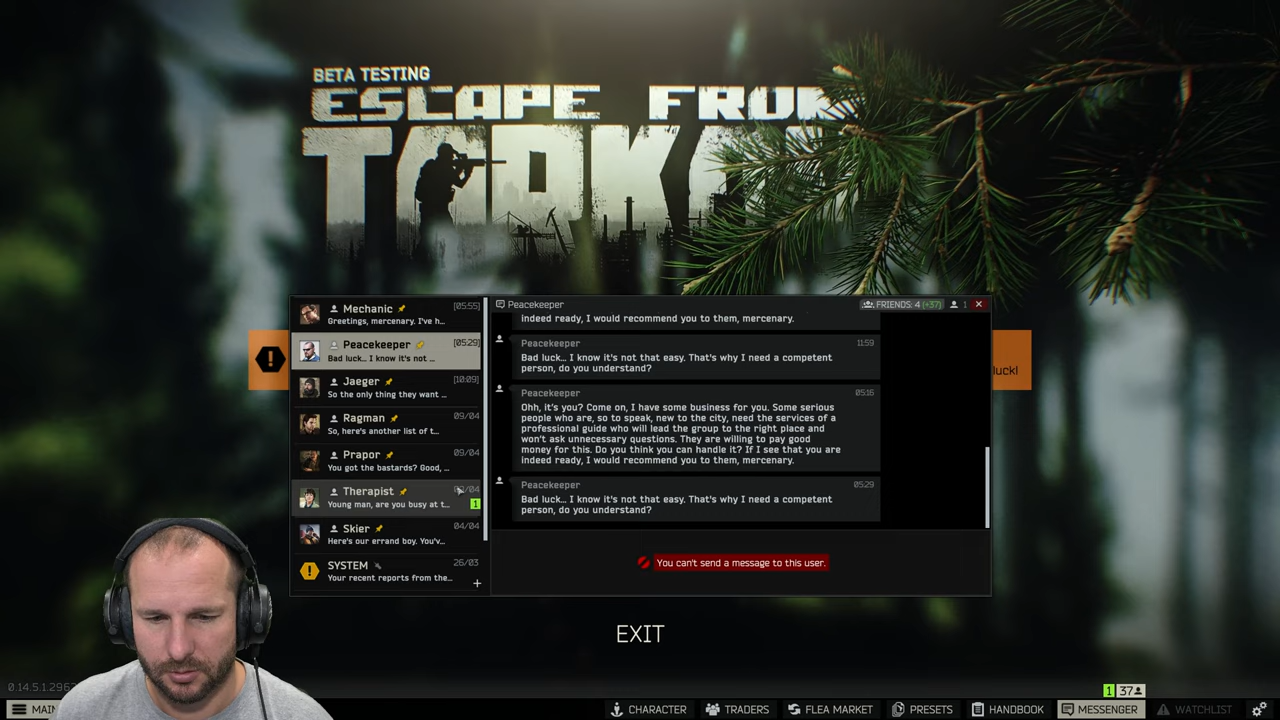 BETA TESTING
ESCAPE FROM
TARKOV
Mechanic
[05:55]
Greetings, mercenary. I've h...
Peacekeeper
[05:29]
Bad luck... I know it's not ...
Jaeger
[10:09]
So the only thing they want ...
Ragman
09/04
So, here's another list of t...
Prapor
09/04
You got the bastards? Good, ...
Therapist
Young man, are you busy at t...
1
Skier
04/04
Here's our errand boy. You'v...
SYSTEM
26/03
Your recent reports from the...
+
Peacekeeper
FRIENDS: 4 (+37)
1
indeed ready, I would recommend you to them, mercenary.
Peacekeeper
11:59
Bad luck... I know it's not that easy. That's why I need a competent
person, do you understand?
Peacekeeper
05:16
Ohh, it's you? Come on, I have some business for you. Some serious
people who are, so to speak, new to the city, need the services of a
professional guide who will lead the group to the right place and
won't ask unnecessary questions. They are willing to pay good
money for this. Do you think you can handle it? If I see that you are
indeed ready, I would recommend you to them, mercenary.
Peacekeeper
05:29
Bad luck... I know it's not that easy. That's why I need a competent
person, do you understand?
You can't send a message to this user.
luck!
EXIT
1 37
MAIN
CHARACTER
TRADERS
FLEA MARKET
PRESETS
HANDBOOK
MESSENGER
WATCHLIST